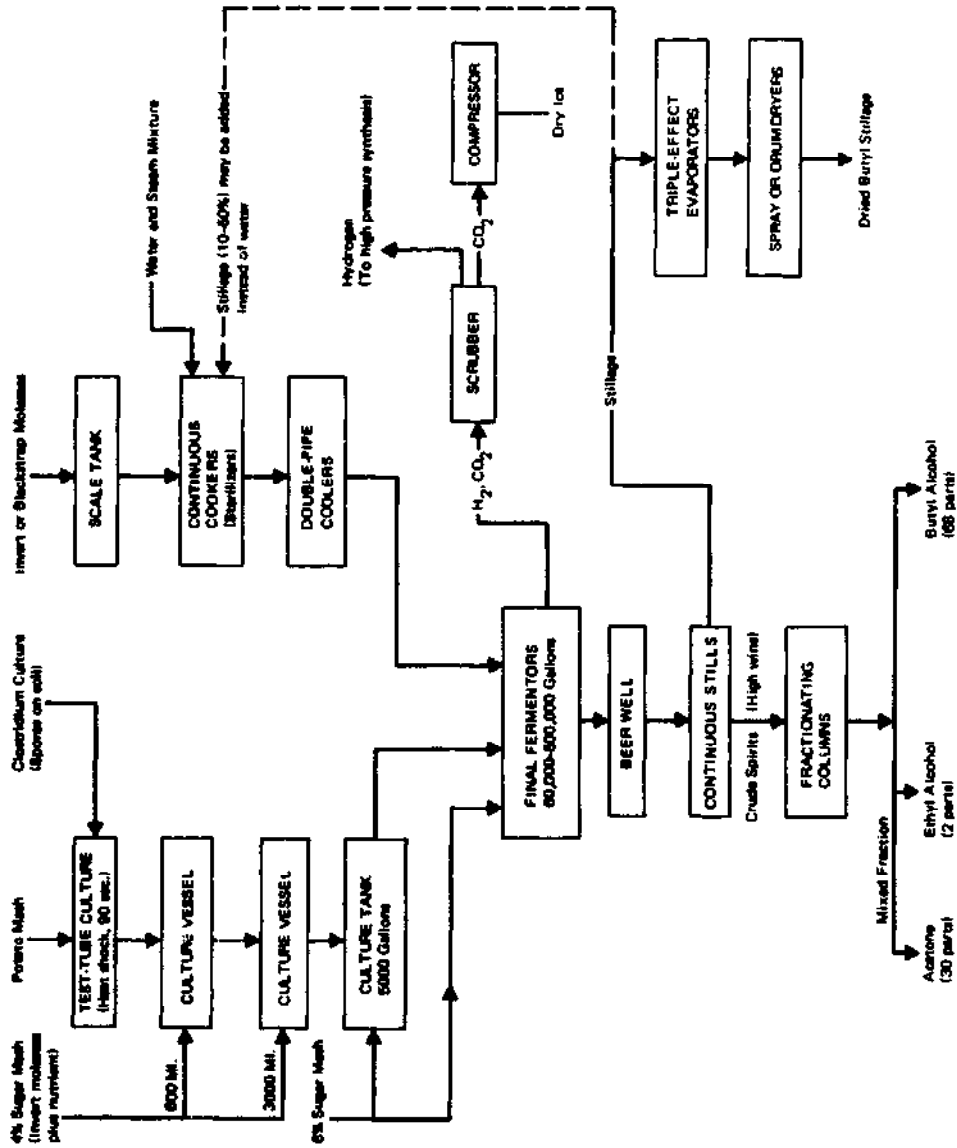 4% Sugar Mash
(Invert molasses
plus nutrient)
Potato Mash
Clostridium Culture
(Spores on soil)
Invert or Blackstrap Molasses
TEST-TUBE CULTURE
(Heat shock, 90 sec.)
SCALE TANK
Water and Steam Mixture
600 Ml.
CULTURE VESSEL
CONTINUOUS
COOKERS
(Sterilizers)
Stillage (10-60%) may be added
instead of water
3000 Ml.
CULTURE VESSEL
DOUBLE-PIPE
COOLERS
6% Sugar Mash
CULTURE TANK
5000 Gallons
Hydrogen
(To high pressure synthesis)
FINAL FERMENTORS
60,000-500,000 Gallons
H2, CO2
SCRUBBER
CO2
COMPRESSOR
Dry Ice
BEER WELL
CONTINUOUS STILLS
Stillage
Crude Spirits (High wine)
TRIPLE-EFFECT
EVAPORATORS
FRACTIONATING
COLUMNS
SPRAY OR DRUM DRYERS
Mixed Fraction
Dried Butyl Stillage
Acetone
(30 parts)
Ethyl Alcohol
(2 parts)
Butyl Alcohol
(68 parts)